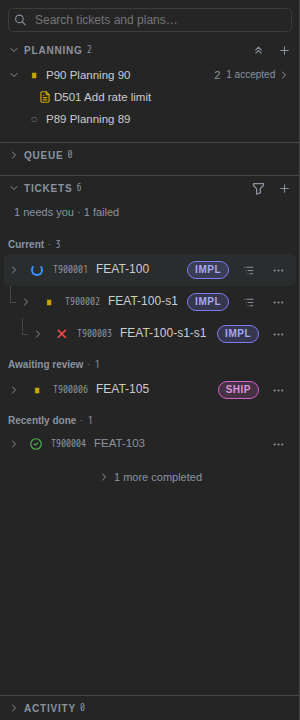 Search tickets and plans…
PLANNING 2
P90 Planning 90 2 1 accepted
D501 Add rate limit
P89 Planning 89
QUEUE 0
TICKETS 6
1 needs you · 1 failed
Current · 3
T900001 FEAT-100 IMPL
T900002 FEAT-100-s1 IMPL
T900003 FEAT-100-s1-s1 IMPL
Awaiting review · 1
T900006 FEAT-105 SHIP
Recently done · 1
T900004 FEAT-103
1 more completed
ACTIVITY 0